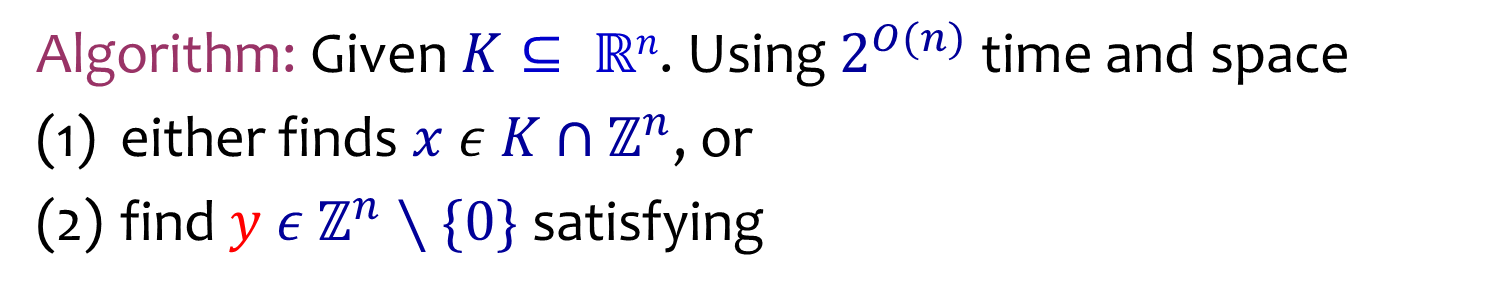 Algorithm: Given K ⊆ ℝⁿ. Using 2^{O(n)} time and space
(1) either finds x ϵ K ∩ ℤⁿ, or
(2) find y ϵ ℤⁿ \ {0} satisfying